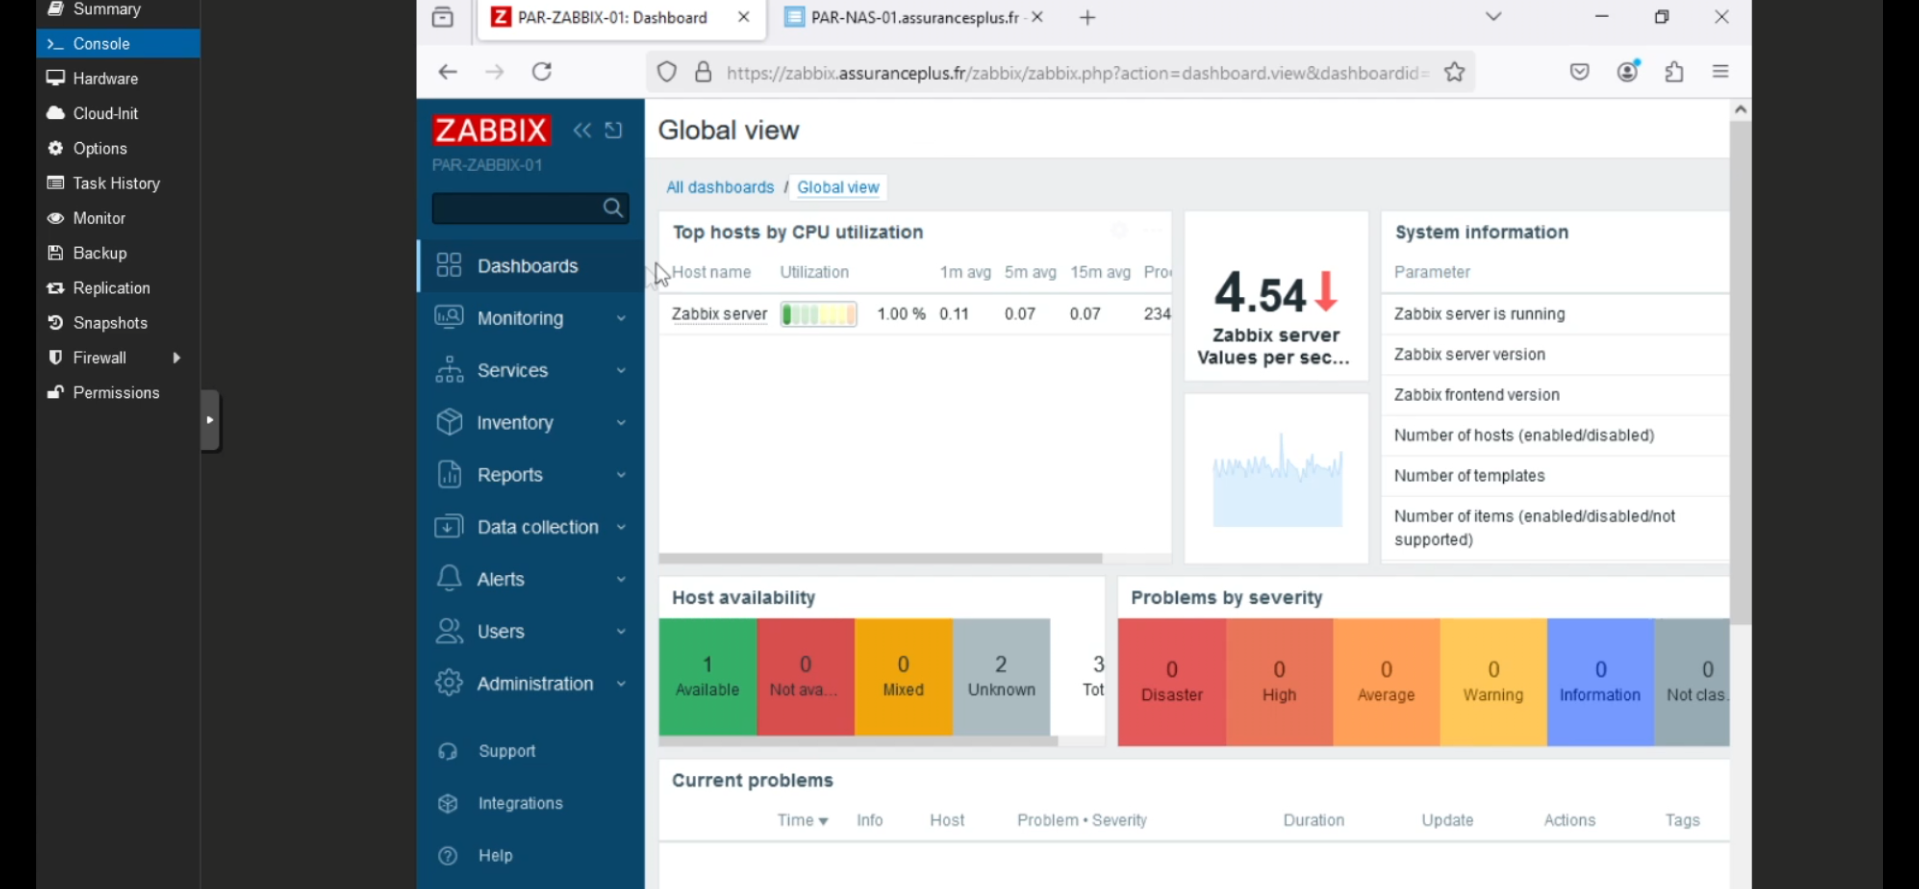 Summary
Console
Hardware
Cloud-Init
Options
Task History
Monitor
Backup
Replication
Snapshots
Firewall
Permissions
PAR-ZABBIX-01: Dashboard
PAR-NAS-01.assurancesplus.fr -
https://zabbix.assuranceplus.fr/zabbix/zabbix.php?action=dashboard.view&dashboardid=
ZABBIX
PAR-ZABBIX-01
Dashboards
Monitoring
Services
Inventory
Reports
Data collection
Alerts
Users
Administration
Support
Integrations
Help
Global view
All dashboards / Global view
Top hosts by CPU utilization
Host name Utilization 1m avg 5m avg 15m avg Pro
Zabbix server 1.00 % 0.11 0.07 0.07 234
4.54
Zabbix server
Values per sec...
System information
Parameter
Zabbix server is running
Zabbix server version
Zabbix frontend version
Number of hosts (enabled/disabled)
Number of templates
Number of items (enabled/disabled/not
supported)
Host availability
1 0 0 2 3
Available Not ava... Mixed Unknown Tot
Problems by severity
0 0 0 0 0 0
Disaster High Average Warning Information Not clas.
Current problems
Time Info Host Problem • Severity Duration Update Actions Tags